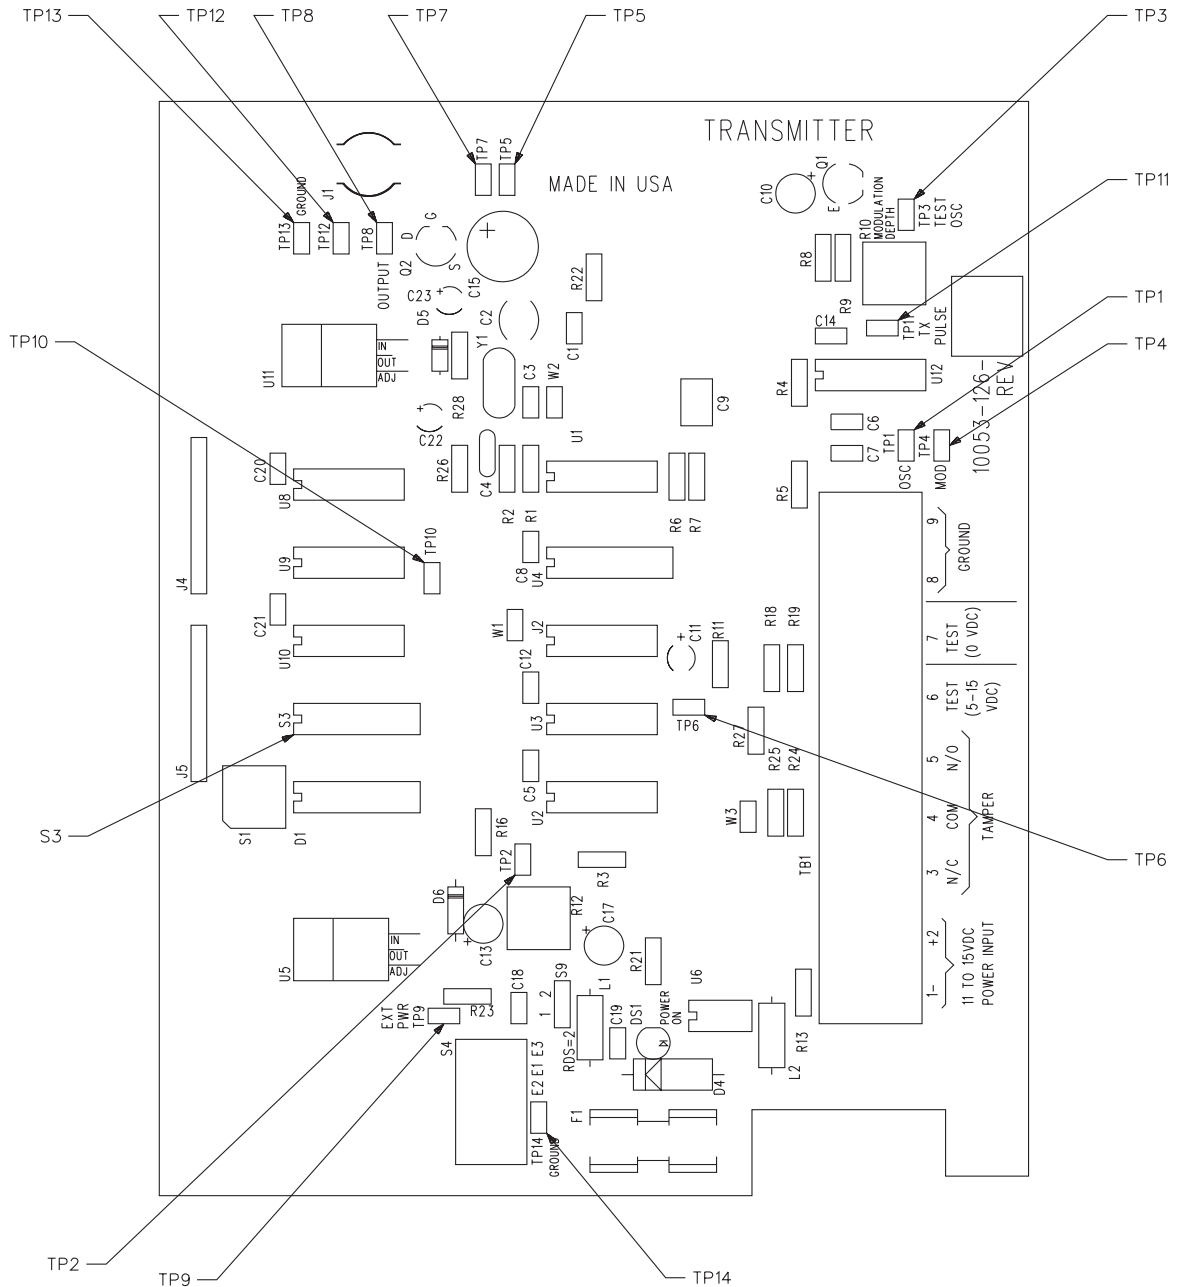 TP13
TP12
TP8
TP7
TP5
TP3
TRANSMITTER
MADE IN USA
TP7
TP5
C10
+
Q1
E
R10
MODULATION
DEPTH
TP3
TEST
OSC
TP11
GROUND
J1
TP13
TP12
TP8
OUTPUT
D
G
Q2
S
+
C15
R22
R8
R9
TP1
C23
+
D5
C2
C1
C14
TP11
TX
PULSE
TP4
TP10
U11
IN
OUT
ADJ
Y1
R28
C3
W2
C9
R4
U12
10053-126-
REV
C22
+
U1
C6
C7
TP1
TP4
OSC
MOD
C20
U8
R26
C4
R2
R1
R6
R7
R5
9
8
GROUND
J4
U9
TP10
C8
U4
C21
U10
W1
J2
C12
+
C11
R11
R18
R19
7
TEST
(0 VDC)
6
TEST
(5-15
VDC)
S3
U3
TP6
R27
J5
R25
R24
5
N/O
4
COM
TAMPER
3
N/C
S3
S1
D1
C5
U2
W3
TB1
R16
TP2
R3
TP6
D6
+
C13
R12
+
C17
U5
IN
OUT
ADJ
R21
+2
1-
11 TO 15VDC
POWER INPUT
EXT
PWR
TP9
R23
C18
S9
1 2
L1
RDS=2
C19
DS1
POWER
ON
U6
L2
R13
S4
E2 E1 E3
D4
F1
TP14
GROUND
TP2
TP9
TP14